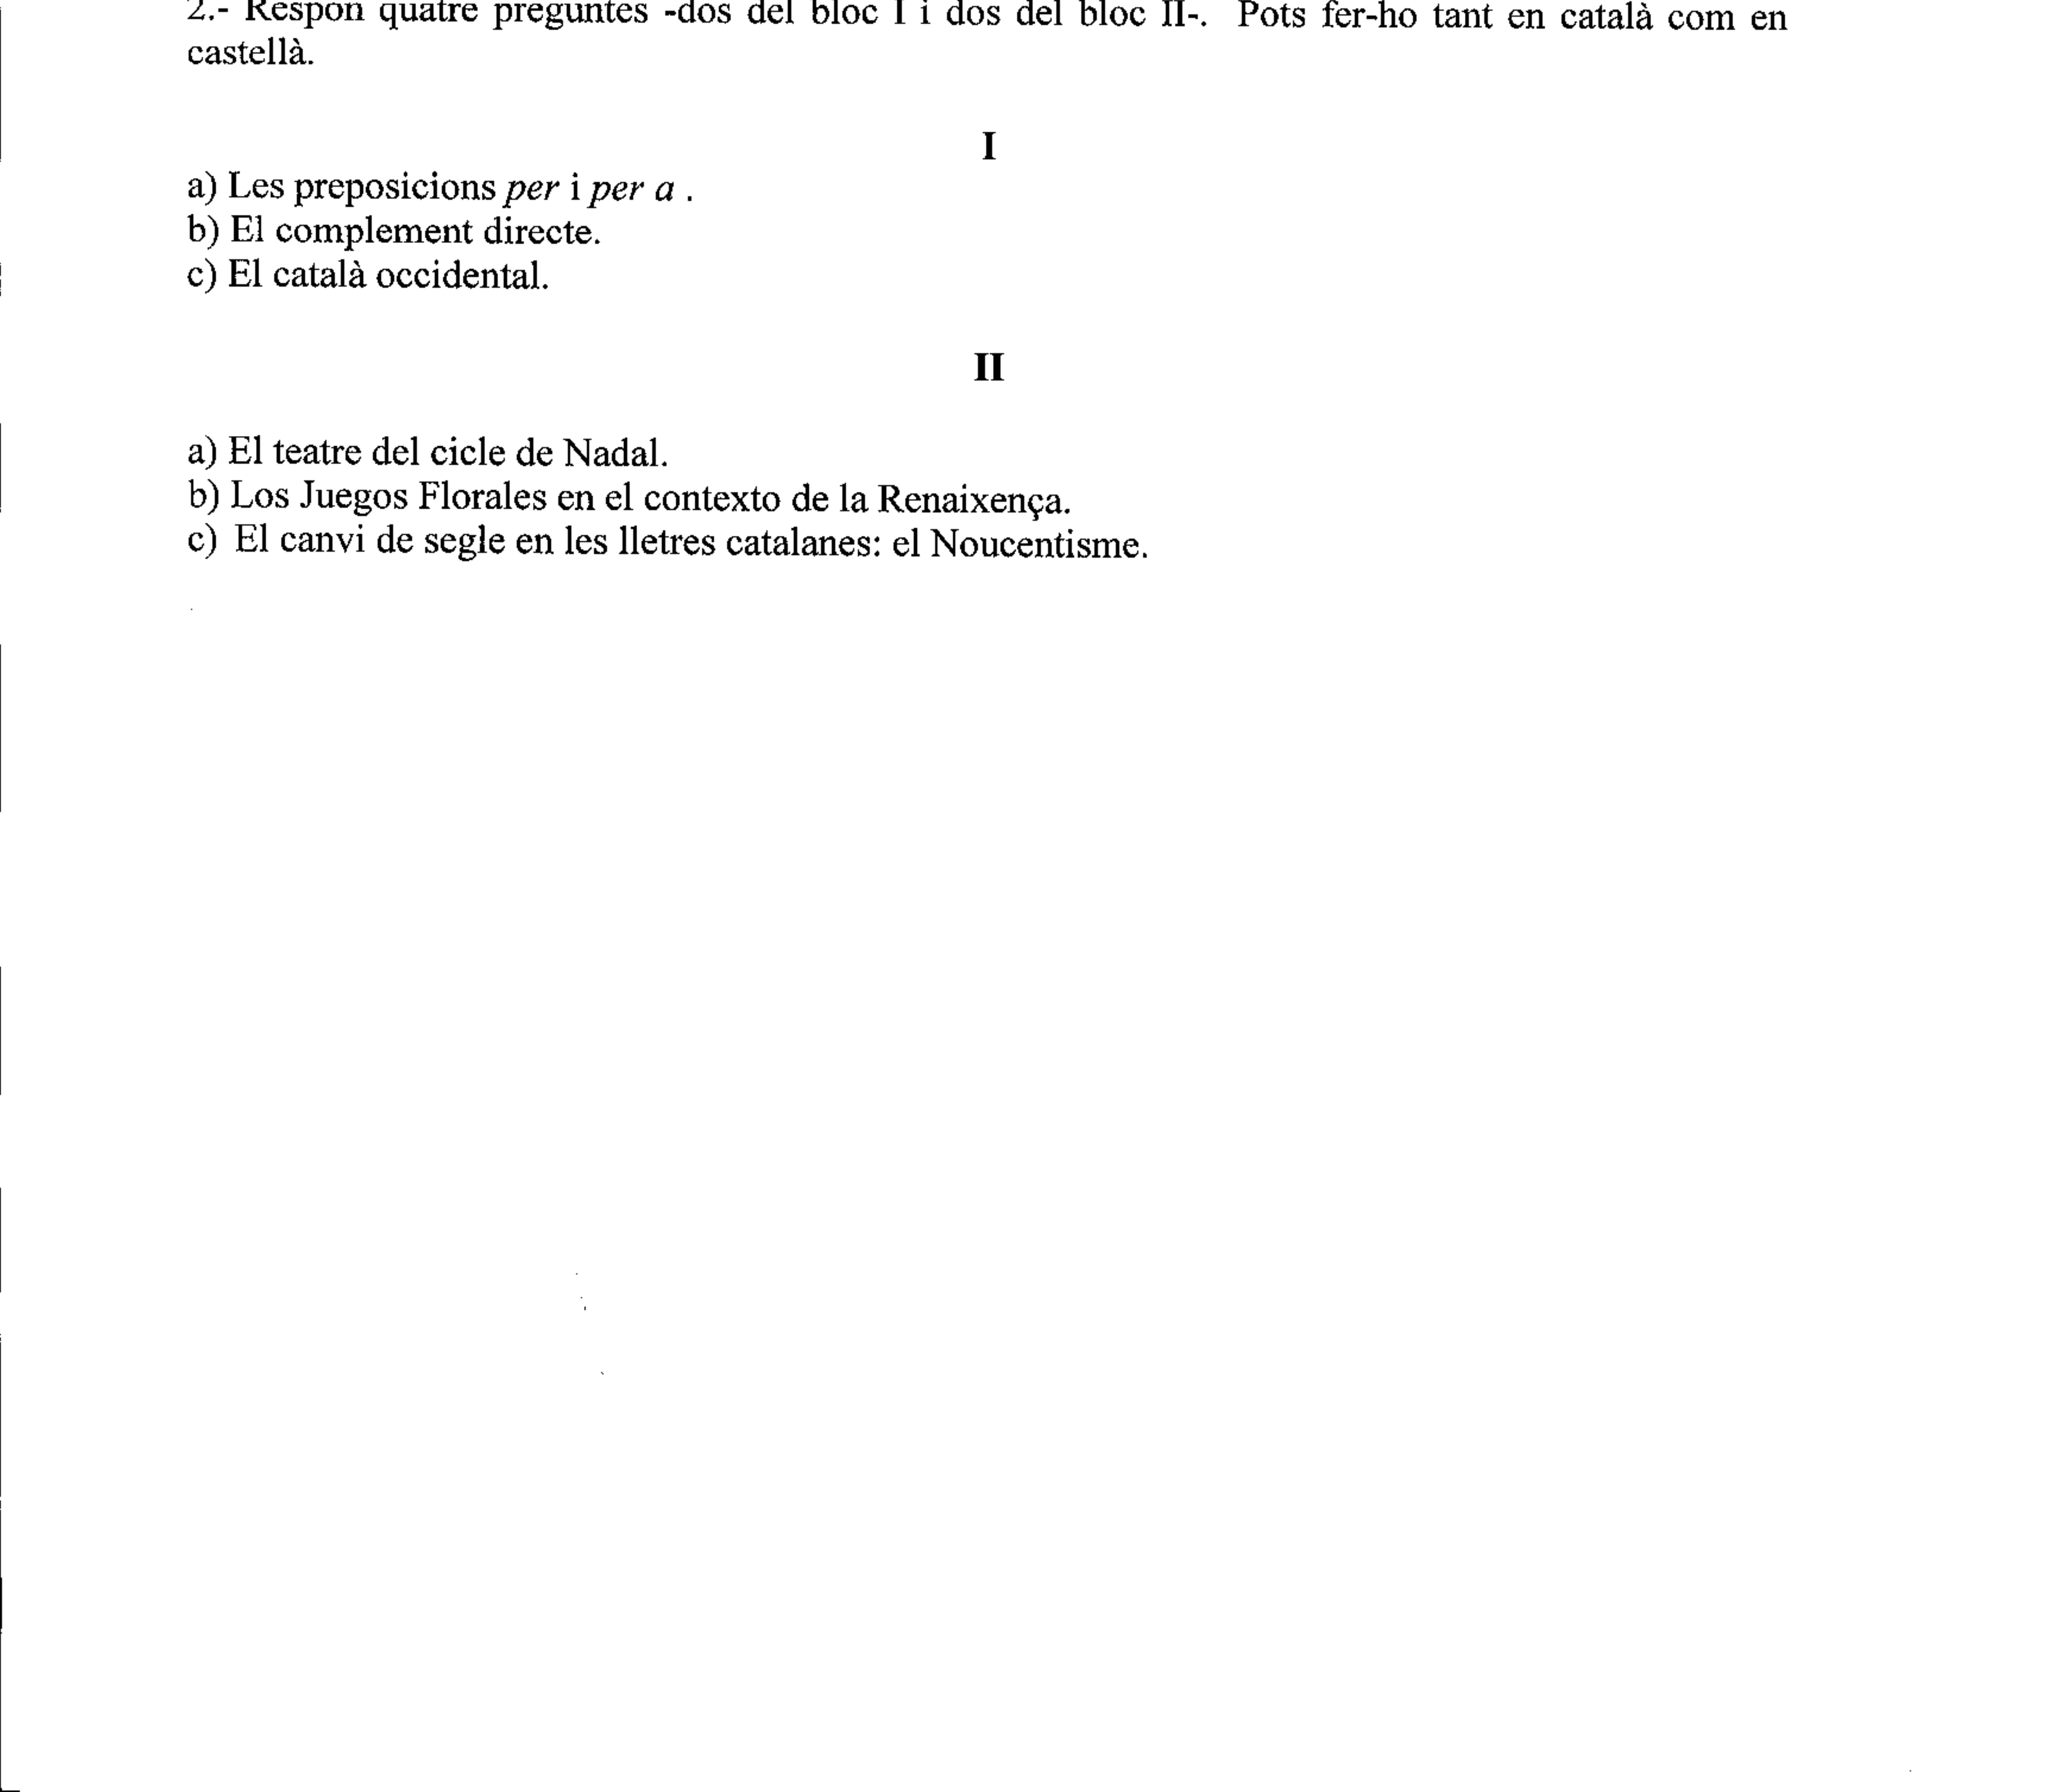 2.- Respon quatre preguntes -dos del bloc I i dos del bloc II-. Pots fer-ho tant en català com en
castellà.
I
a) Les preposicions per i per a .
b) El complement directe.
c) El català occidental.
II
a) El teatre del cicle de Nadal.
b) Los Juegos Florales en el contexto de la Renaixença.
c) El canvi de segle en les lletres catalanes: el Noucentisme.